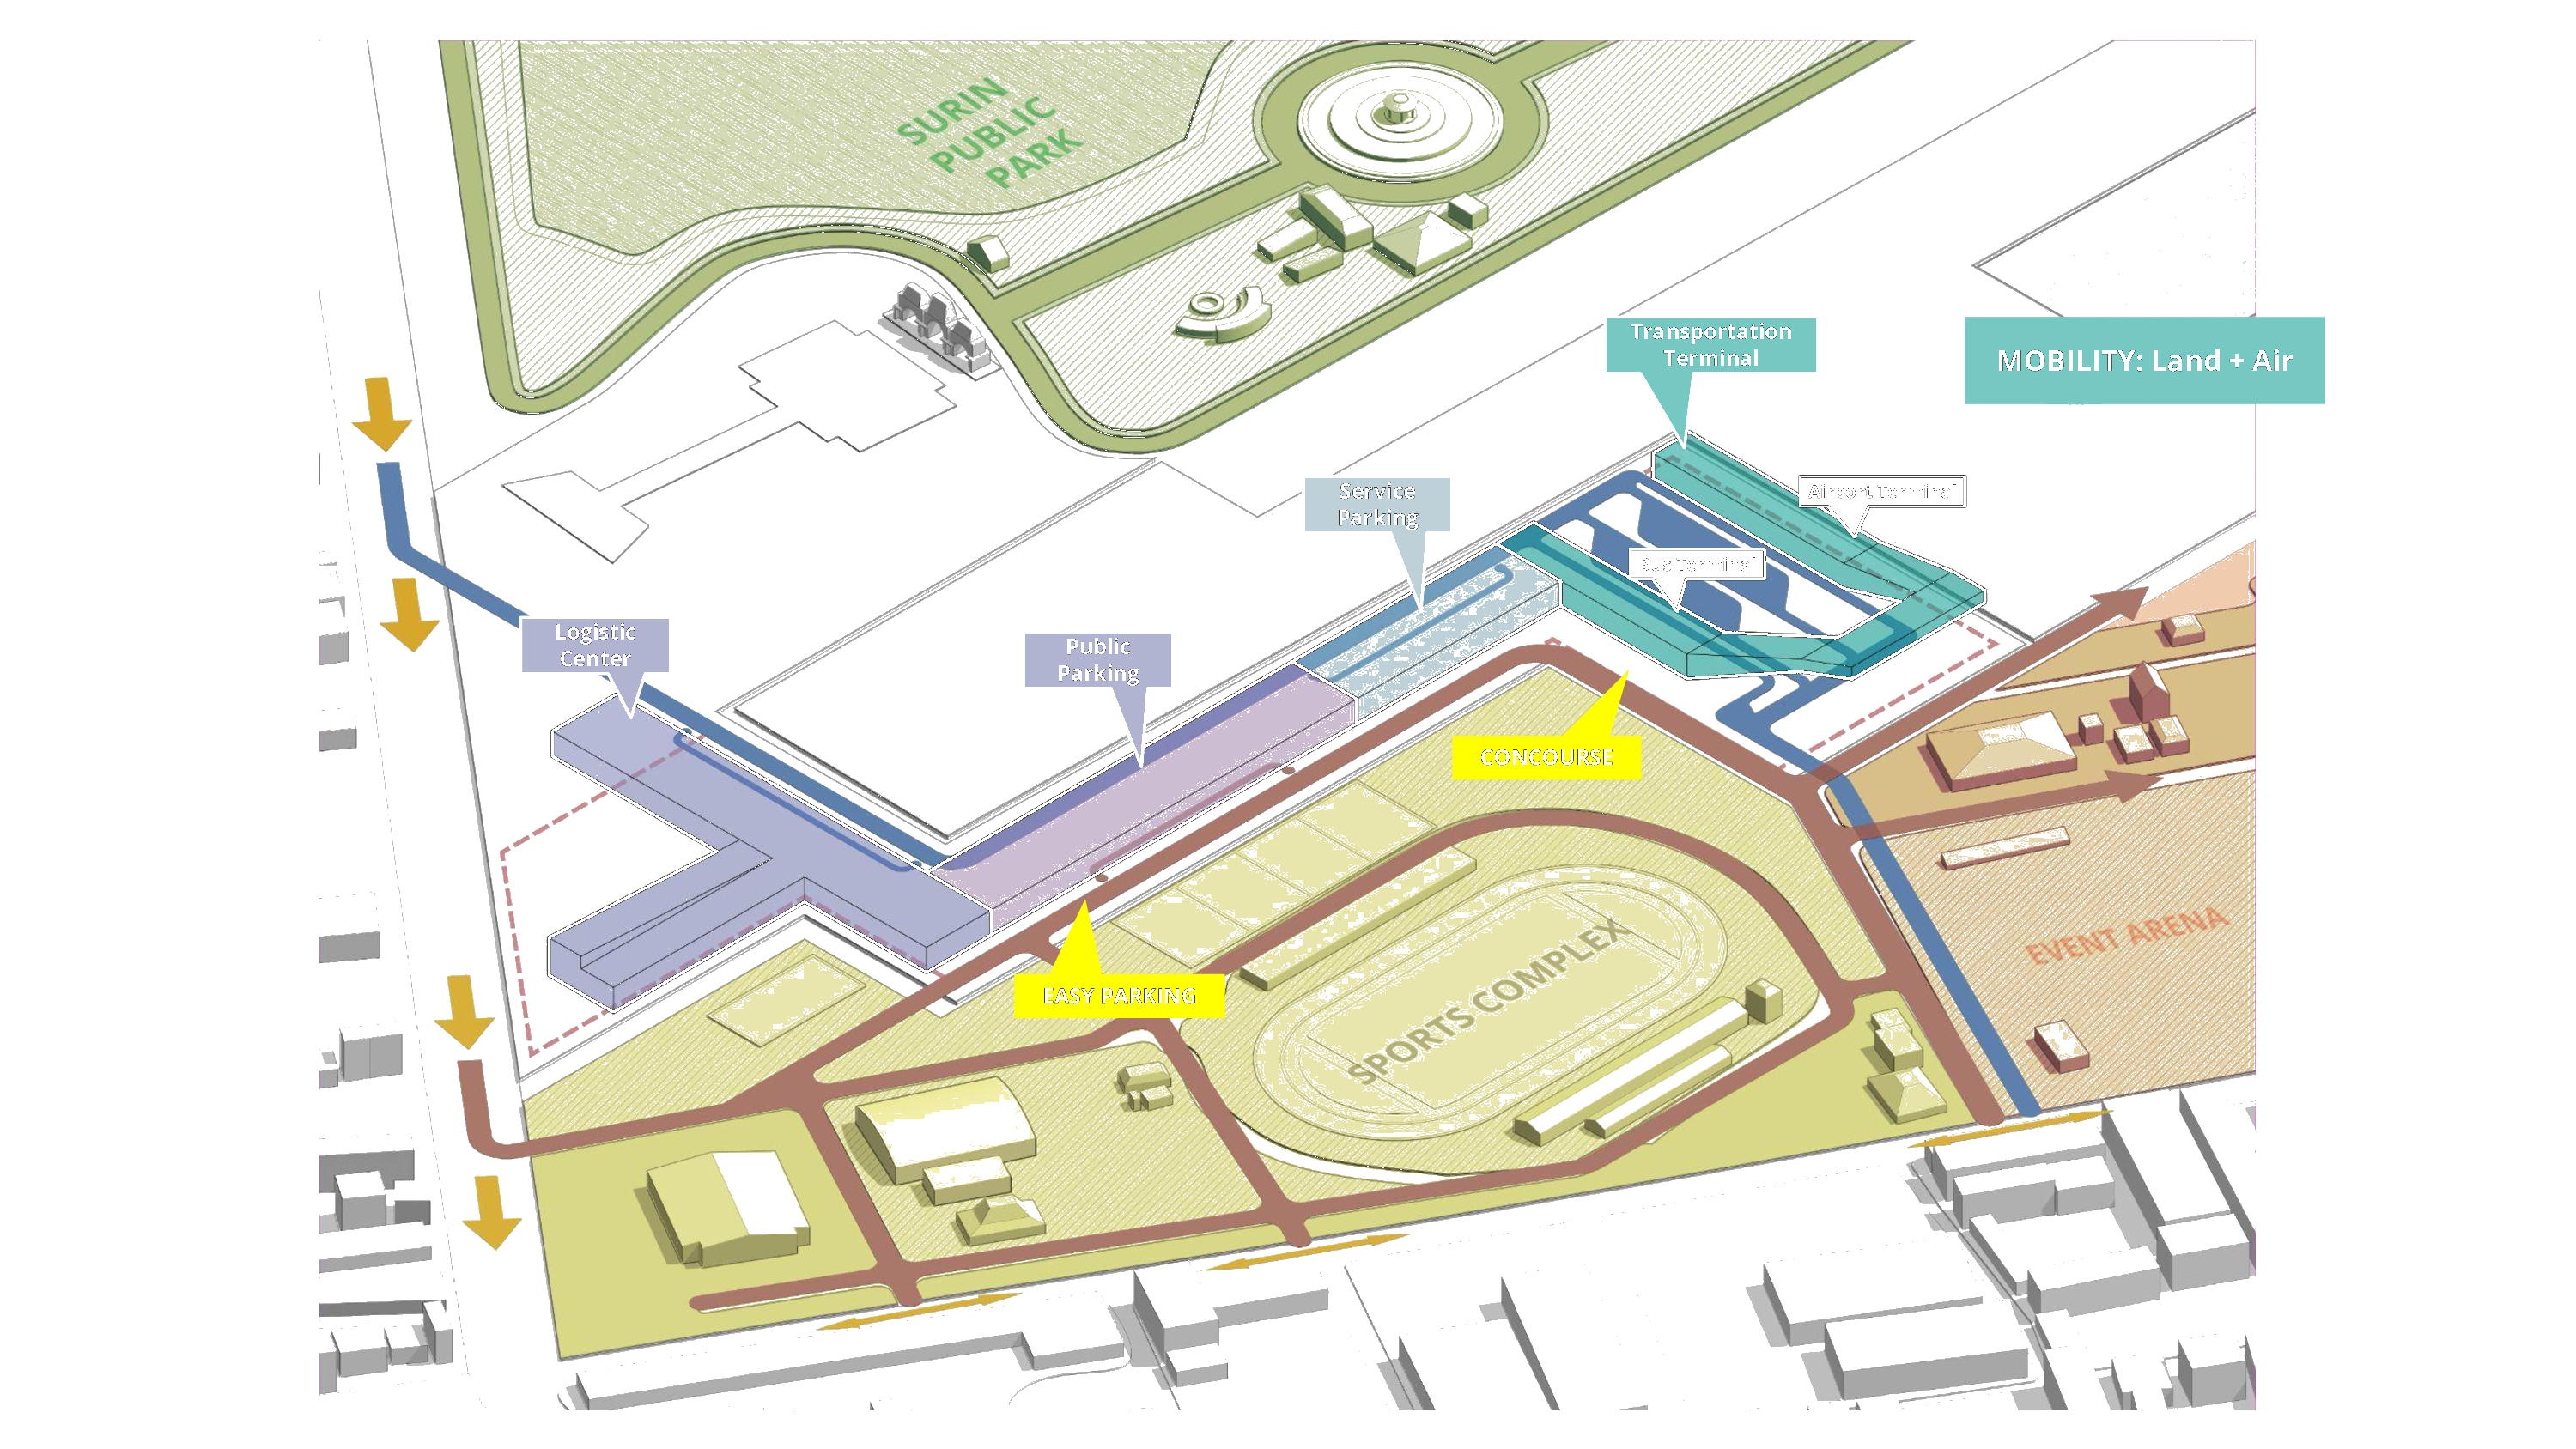 SURIN
PUBLIC
PARK
Transportation
Terminal
MOBILITY: Land + Air
Service
Parking
Airport Terminal
Bus Terminal
Logistic
Center
Public
Parking
CONCOURSE
EASY PARKING
SPORTS COMPLEX
EVENT ARENA